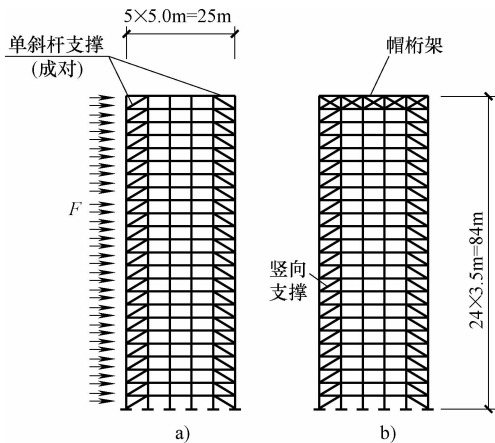 5×5.0m=25m
单斜杆支撑
(成对)
帽桁架
F
竖向
支撑
24×3.5m=84m
a)
b)